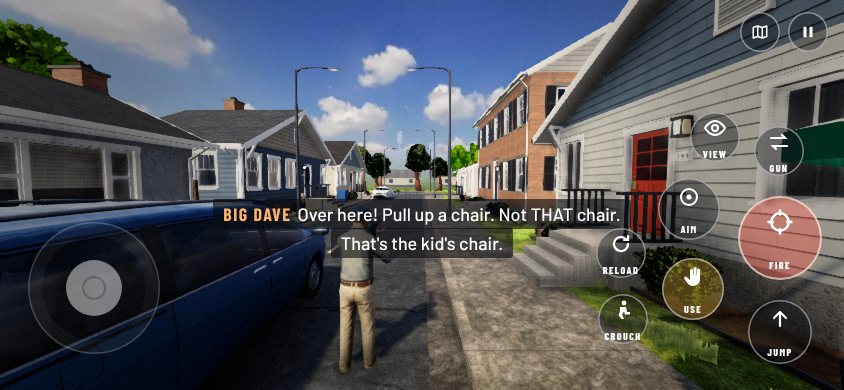 BIG DAVE Over here! Pull up a chair. Not THAT chair.
That's the kid's chair.
VIEW
GUN
AIM
FIRE
RELOAD
USE
CROUCH
JUMP